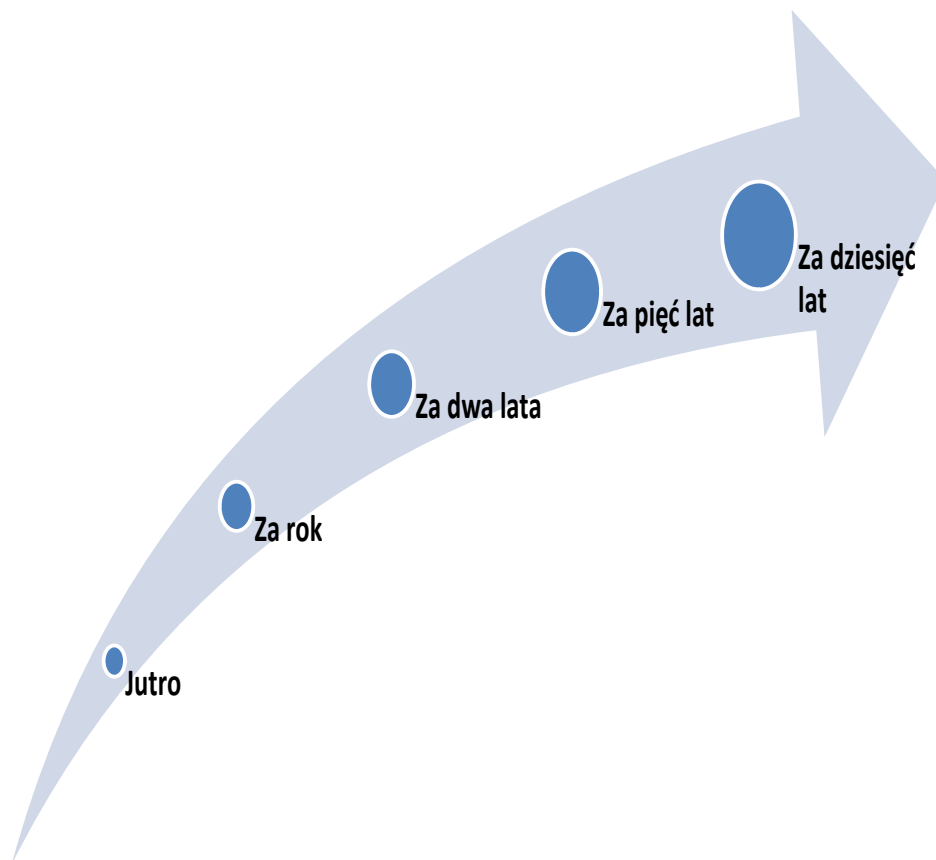 Za dziesięć
lat
Za pięć lat
Za dwa lata
Za rok
Jutro